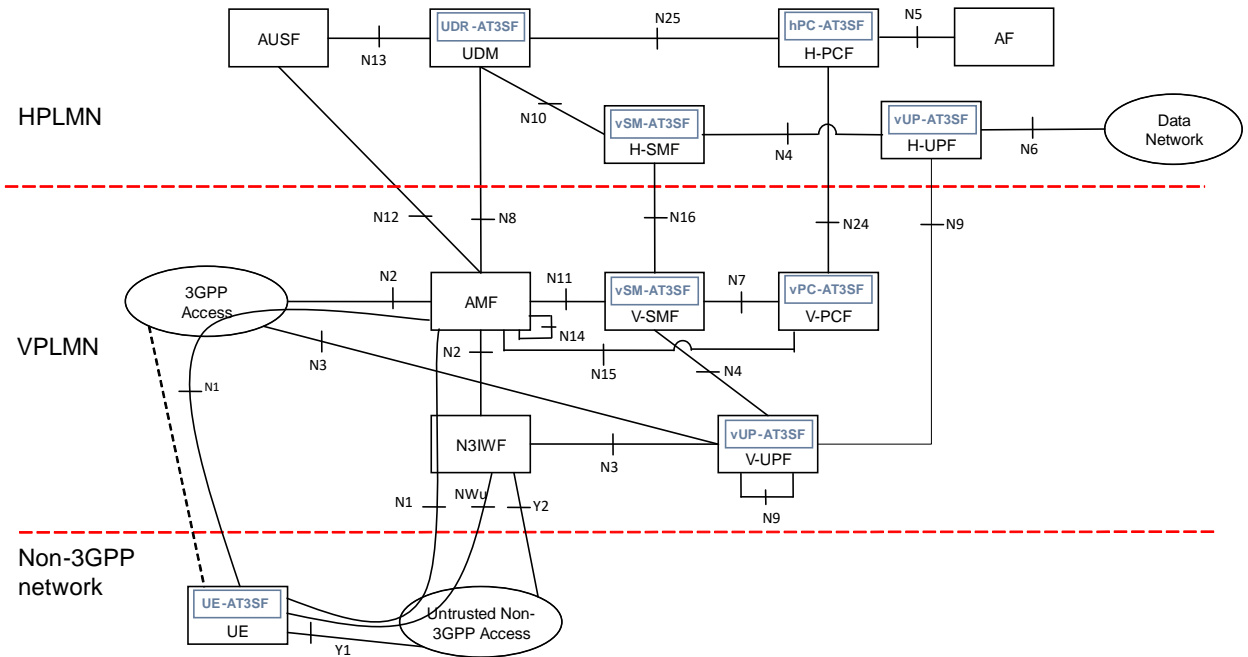 N25
N5
UDR-AT3SF
hPC-AT3SF
AUSF
UDM
H-PCF
AF
N13
HPLMN
N10
vSM-AT3SF
H-SMF
N4
vUP-AT3SF
H-UPF
N6
Data
Network
N12
N8
N16
N24
N9
N2
3GPP
Access
AMF
N11
vSM-AT3SF
V-SMF
N7
vPC-AT3SF
V-PCF
N14
VPLMN
N3
N2
N15
N4
N1
N3IWF
N3
vUP-AT3SF
V-UPF
N1
NWu
Y2
N9
Non-3GPP
network
UE-AT3SF
UE
Untrusted Non-
3GPP Access
Y1